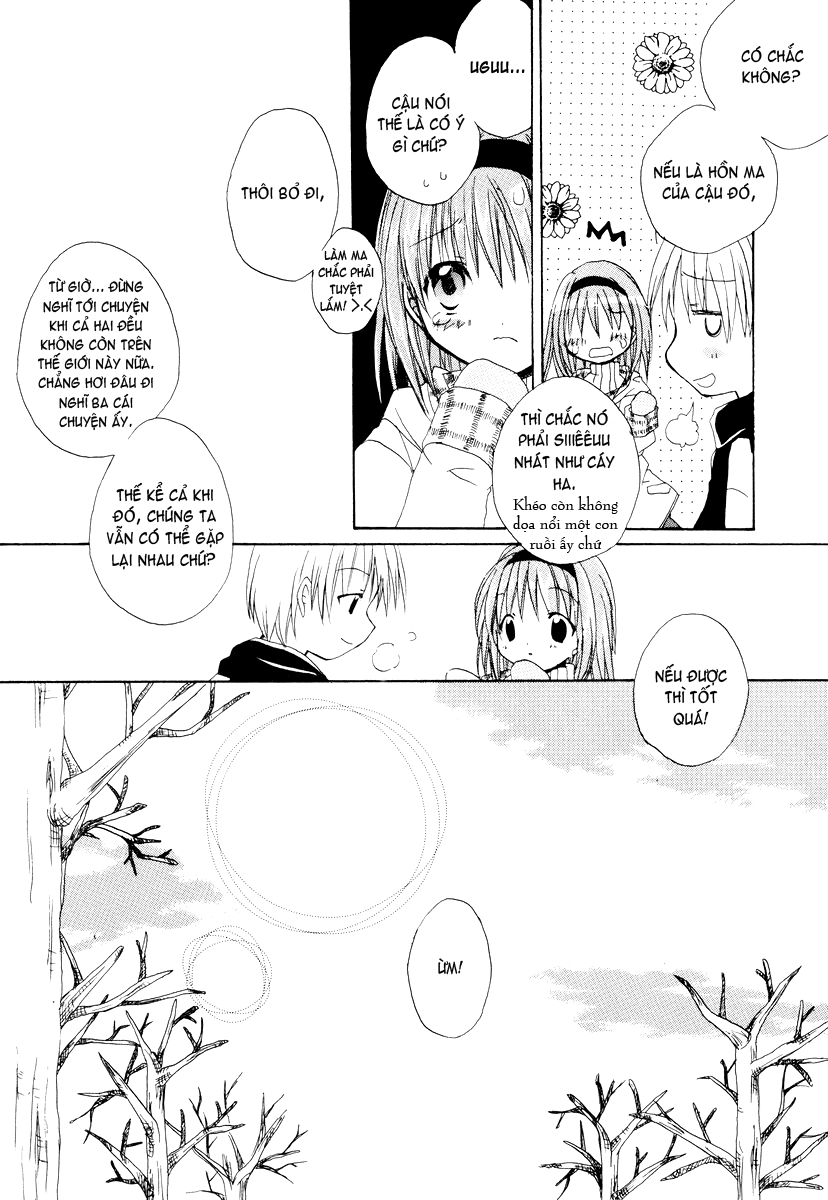 CÓ CHẮC
KHÔNG?
NẾU LÀ HỒN MA
CỦA CẬU ĐÓ,
THÌ CHẮC NÓ
PHẢI SIIIÊÊUU
NHÁT NHƯ CÁY
HA.
Khéo còn không
dọa nổi một con
ruồi ấy chứ
UGUU...
CẬU NÓI
THẾ LÀ CÓ Ý
GÌ CHỨ?
LÀM MA
CHẮC PHẢI
TUYỆT
LẮM! >.<
THÔI BỎ ĐI,
TỪ GIỜ... ĐỪNG
NGHĨ TỚI CHUYỆN
KHI CẢ HAI ĐỀU
KHÔNG CÒN TRÊN
THẾ GIỚI NÀY NỮA.
CHẲNG HƠI ĐÂU ĐI
NGHĨ BA CÁI
CHUYỆN ẤY.
THẾ KỂ CẢ KHI
ĐÓ, CHÚNG TA
VẪN CÓ THỂ GẶP
LẠI NHAU CHỨ?
NẾU ĐƯỢC
THÌ TỐT
QUÁ!
ỪM!